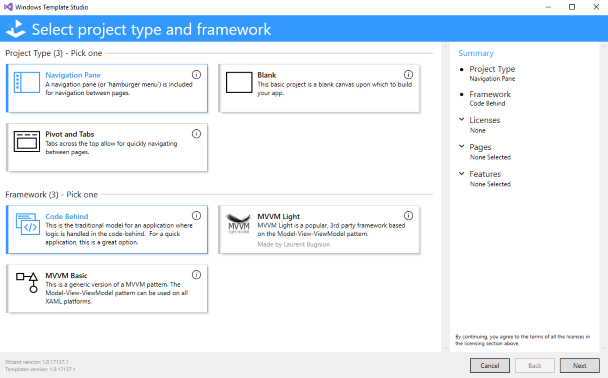 Windows Template Studio
Select project type and framework
Project Type (3) - Pick one
Navigation Pane
A navigation pane (or 'hamburger menu') is included
for navigation between pages.
Blank
This basic project is a blank canvas upon which to build
your app.
Pivot and Tabs
Tabs across the top allow for quickly navigating
between pages.
Framework (3) - Pick one
Code Behind
This is the traditional model for an application where
logic is handled in the code-behind. For a quick
application, this is a great option.
MVVM
light toolkit
MVVM Light
MVVM Light is a popular, 3rd party framework based
on the Model-View-ViewModel pattern.
Made by Laurent Bugnion
MVVM Basic
This is a generic version of a MVVM pattern. The
Model-View-ViewModel pattern can be used on all
XAML platforms.
Summary
Project Type
Navigation Pane
Framework
Code Behind
Licenses
None
Pages
None Selected
Features
None Selected
By continuing, you agree to the terms of all the licenses in
the licensing section above.
Wizard version: 1.0.17137.1
Templates version: 1.0.17137.1
Cancel
Back
Next